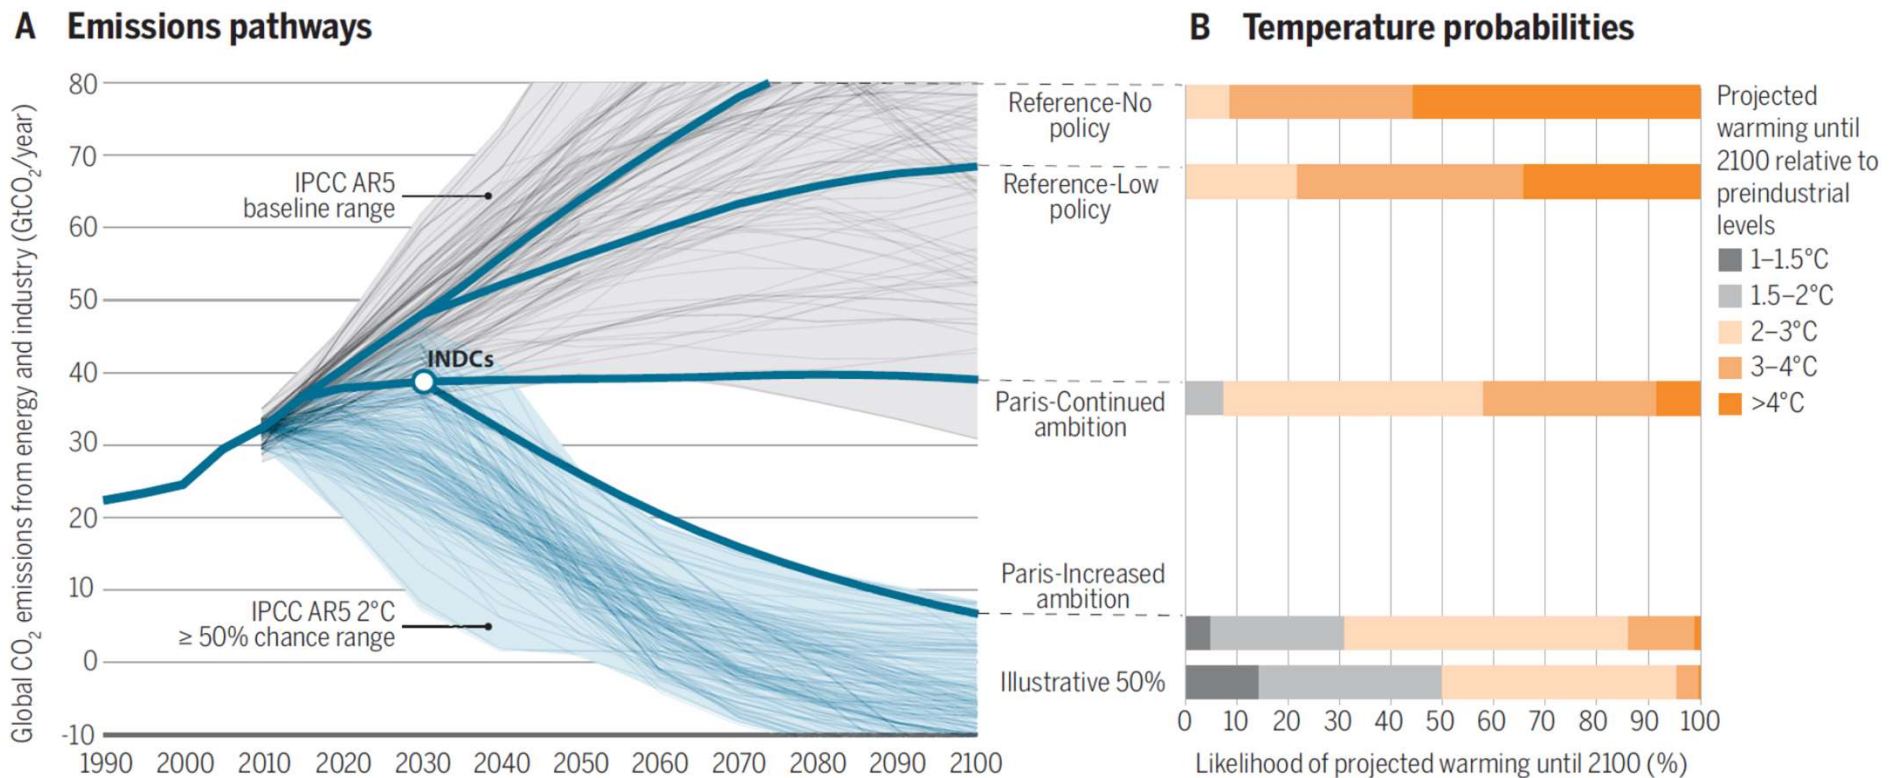 A Emissions pathways
Global CO₂ emissions from energy and industry (GtCO₂/year)
80
70
60
50
40
30
20
10
0
-10
IPCC AR5
baseline range
INDCs
IPCC AR5 2°C
≥ 50% chance range
1990 2000 2010 2020 2030 2040 2050 2060 2070 2080 2090 2100
Reference-No
policy
Reference-Low
policy
Paris-Continued
ambition
Paris-Increased
ambition
Illustrative 50%
B Temperature probabilities
0 10 20 30 40 50 60 70 80 90 100
Likelihood of projected warming until 2100 (%)
Projected
warming until
2100 relative to
preindustrial
levels
1–1.5°C
1.5–2°C
2–3°C
3–4°C
>4°C